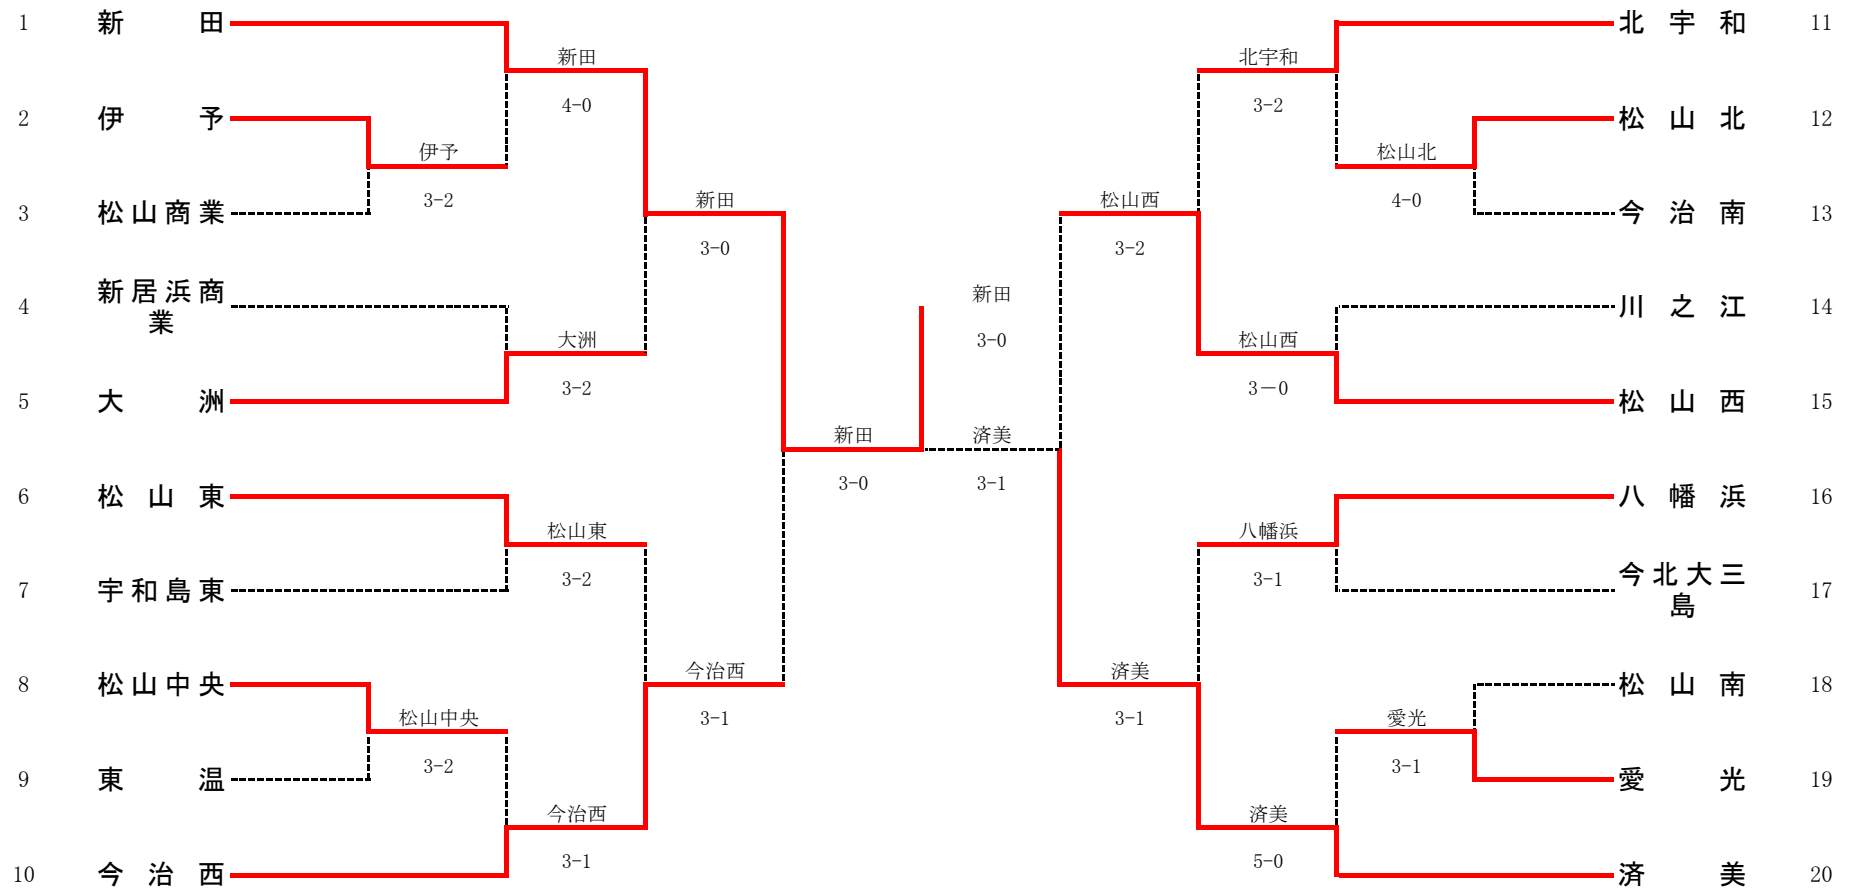 1 新田
新田
4-0
2 伊予
伊予
3-2
3 松山商業
新田
3-0
4 新居浜商
業
大洲
3-2
5 大洲
新田
3-0
6 松山東
松山東
3-2
7 宇和島東
今治西
3-1
8 松山中央
松山中央
3-2
9 東温
今治西
3-1
10 今治西
新田
3-0
済美
3-1
北宇和 11
北宇和
3-2
松山北 12
松山北
4-0
今治南 13
松山西
3-2
川之江 14
松山西
3－0
松山西 15
八幡浜 16
八幡浜
3-1
今北大三
島
17
済美
3-1
松山南 18
愛光
3-1
愛光 19
済美
5-0
済美 20